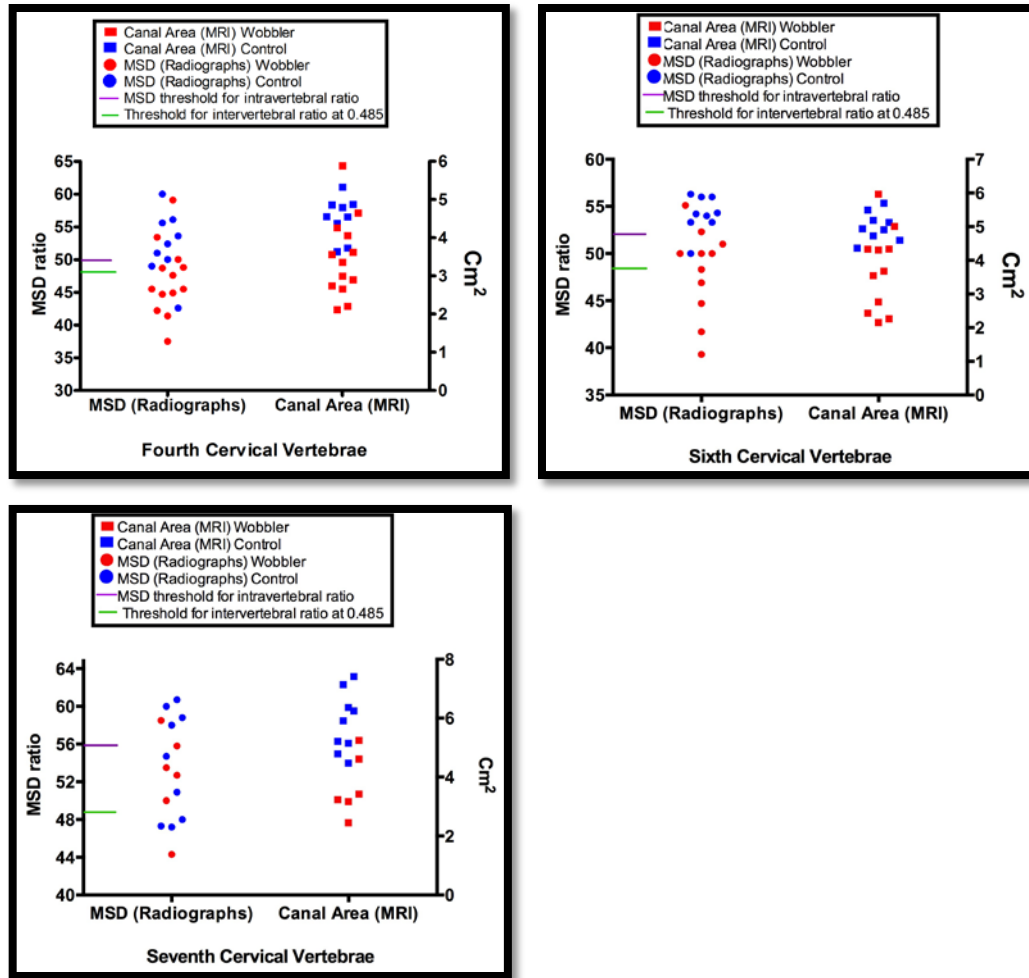 Canal Area (MRI) Wobbler
Canal Area (MRI) Control
MSD (Radiographs) Wobbler
MSD (Radiographs) Control
MSD threshold for intravertebral ratio
Threshold for intervertebral ratio at 0.485
65
60
55
50
45
40
35
30
MSD ratio
6
5
4
3
2
1
0
Cm²
MSD (Radiographs)
Canal Area (MRI)
Fourth Cervical Vertebrae
Canal Area (MRI) Wobbler
Canal Area (MRI) Control
MSD (Radiographs) Wobbler
MSD (Radiographs) Control
MSD threshold for intravertebral ratio
Threshold for intervertebral ratio at 0.485
60
55
50
45
40
35
MSD ratio
7
6
5
4
3
2
1
0
Cm²
MSD (Radiographs)
Canal Area (MRI)
Sixth Cervical Vertebrae
Canal Area (MRI) Wobbler
Canal Area (MRI) Control
MSD (Radiographs) Wobbler
MSD (Radiographs) Control
MSD threshold for intravertebral ratio
Threshold for intervertebral ratio at 0.485
64
60
56
52
48
44
40
MSD ratio
8
6
4
2
0
Cm²
MSD (Radiographs)
Canal Area (MRI)
Seventh Cervical Vertebrae